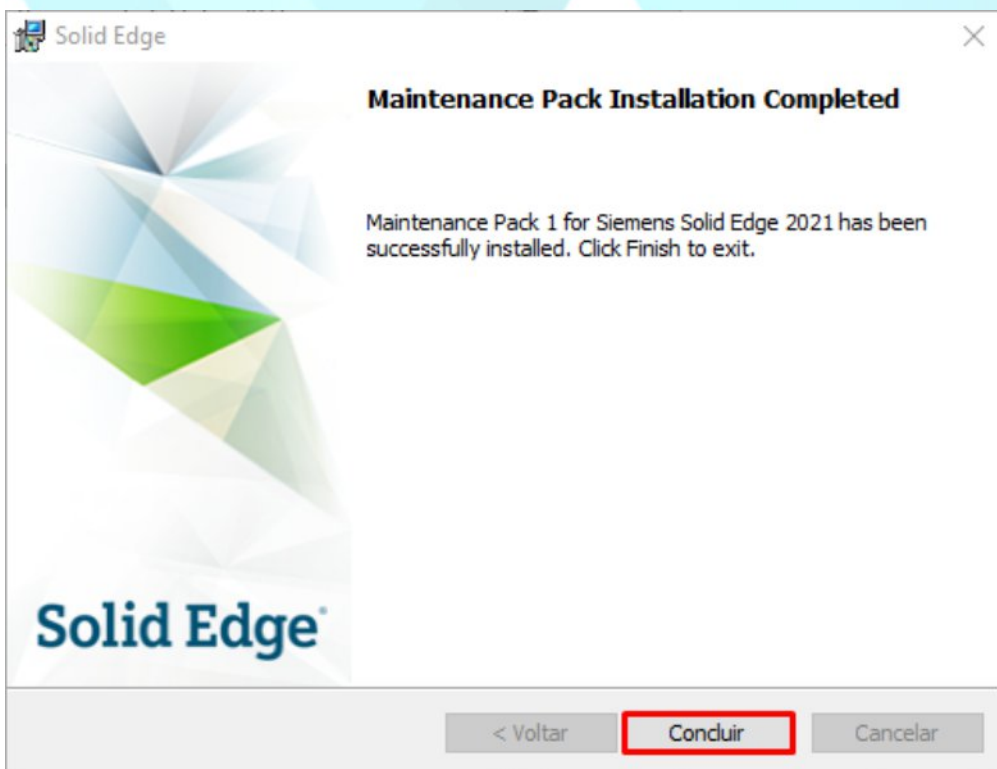 Solid Edge
Maintenance Pack Installation Completed
Maintenance Pack 1 for Siemens Solid Edge 2021 has been
successfully installed. Click Finish to exit.
Solid Edge®
< Voltar
Concluir
Cancelar